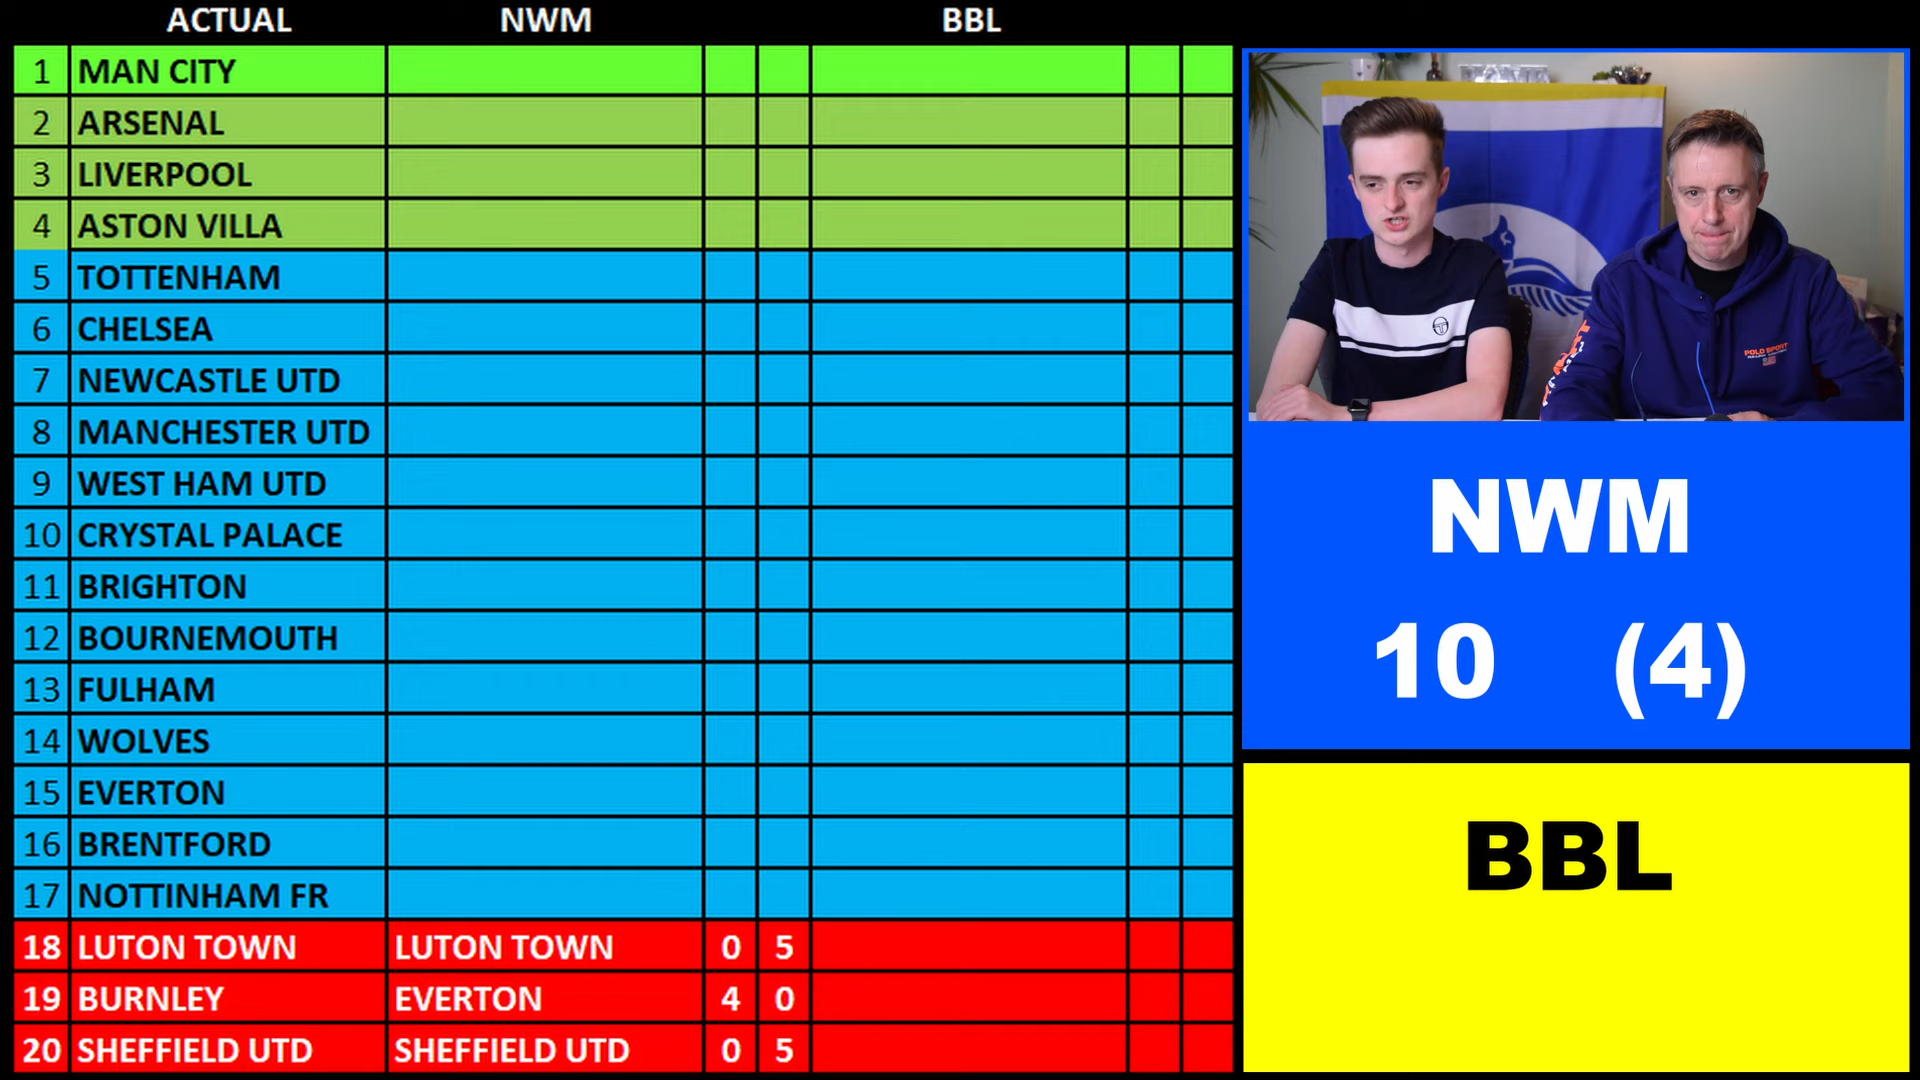 ACTUAL NWM BBL
1 MAN CITY
2 ARSENAL
3 LIVERPOOL
4 ASTON VILLA
5 TOTTENHAM
6 CHELSEA
7 NEWCASTLE UTD
8 MANCHESTER UTD
9 WEST HAM UTD
10 CRYSTAL PALACE
11 BRIGHTON
12 BOURNEMOUTH
13 FULHAM
14 WOLVES
15 EVERTON
16 BRENTFORD
17 NOTTINHAM FR
18 LUTON TOWN LUTON TOWN 0 5
19 BURNLEY EVERTON 4 0
20 SHEFFIELD UTD SHEFFIELD UTD 0 5
POLO SPORT
NWM
10 (4)
BBL